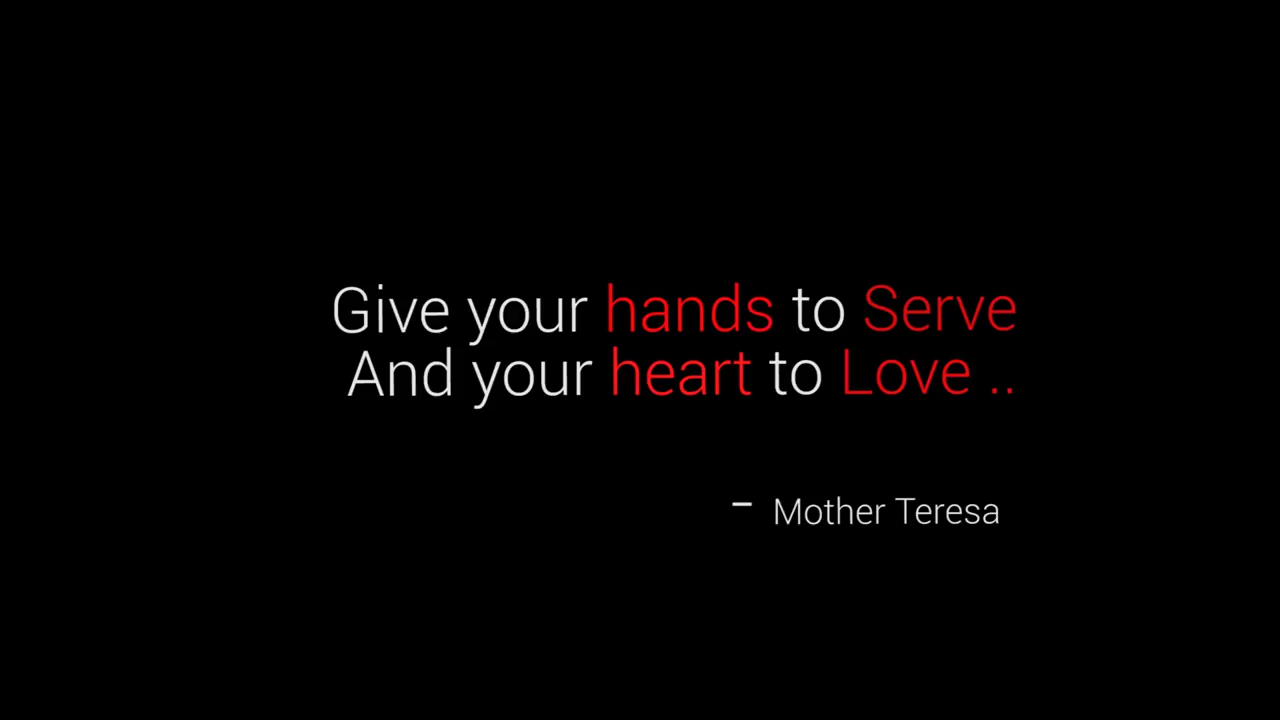 Give your hands to Serve
And your heart to Love ..
– Mother Teresa